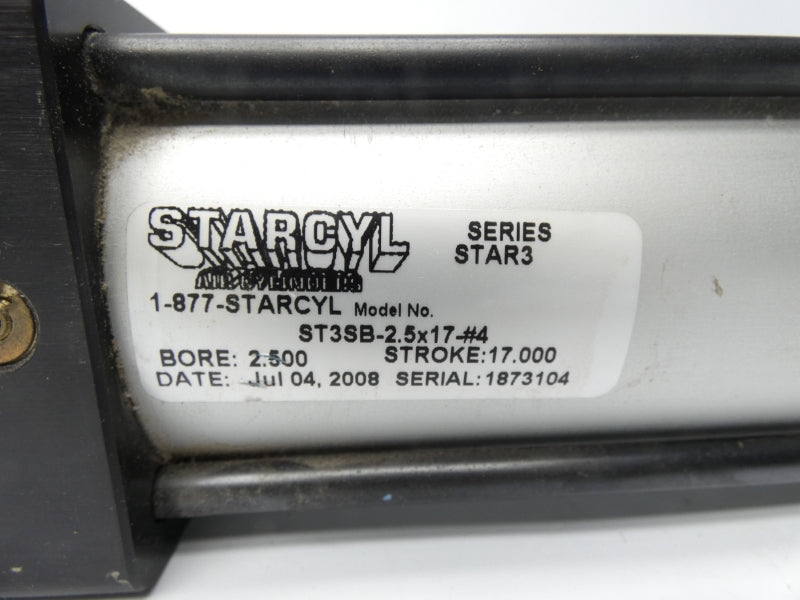 STARCYL
SERIES
STAR3
1-877-STARCYL Model No.
ST3SB-2.5x17-#4
BORE: 2.500 STROKE:17.000
DATE: Jul 04, 2008 SERIAL:1873104